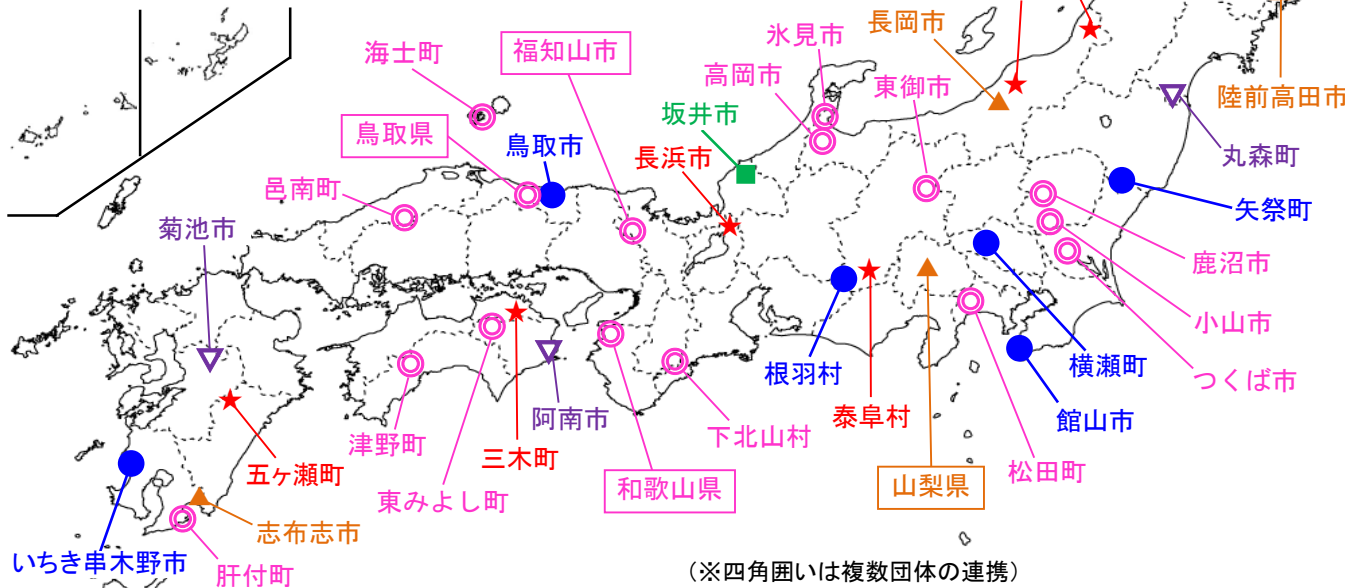 氷見市
長岡市
海士町
福知山市
高岡市
東御市
陸前高田市
坂井市
鳥取県
鳥取市
長浜市
丸森町
邑南町
矢祭町
菊池市
鹿沼市
小山市
根羽村
横瀬町
つくば市
阿南市
泰阜村
館山市
下北山村
津野町
三木町
五ヶ瀬町
東みよし町
和歌山県
山梨県
松田町
志布志市
いちき串木野市
肝付町
(※四角囲いは複数団体の連携)